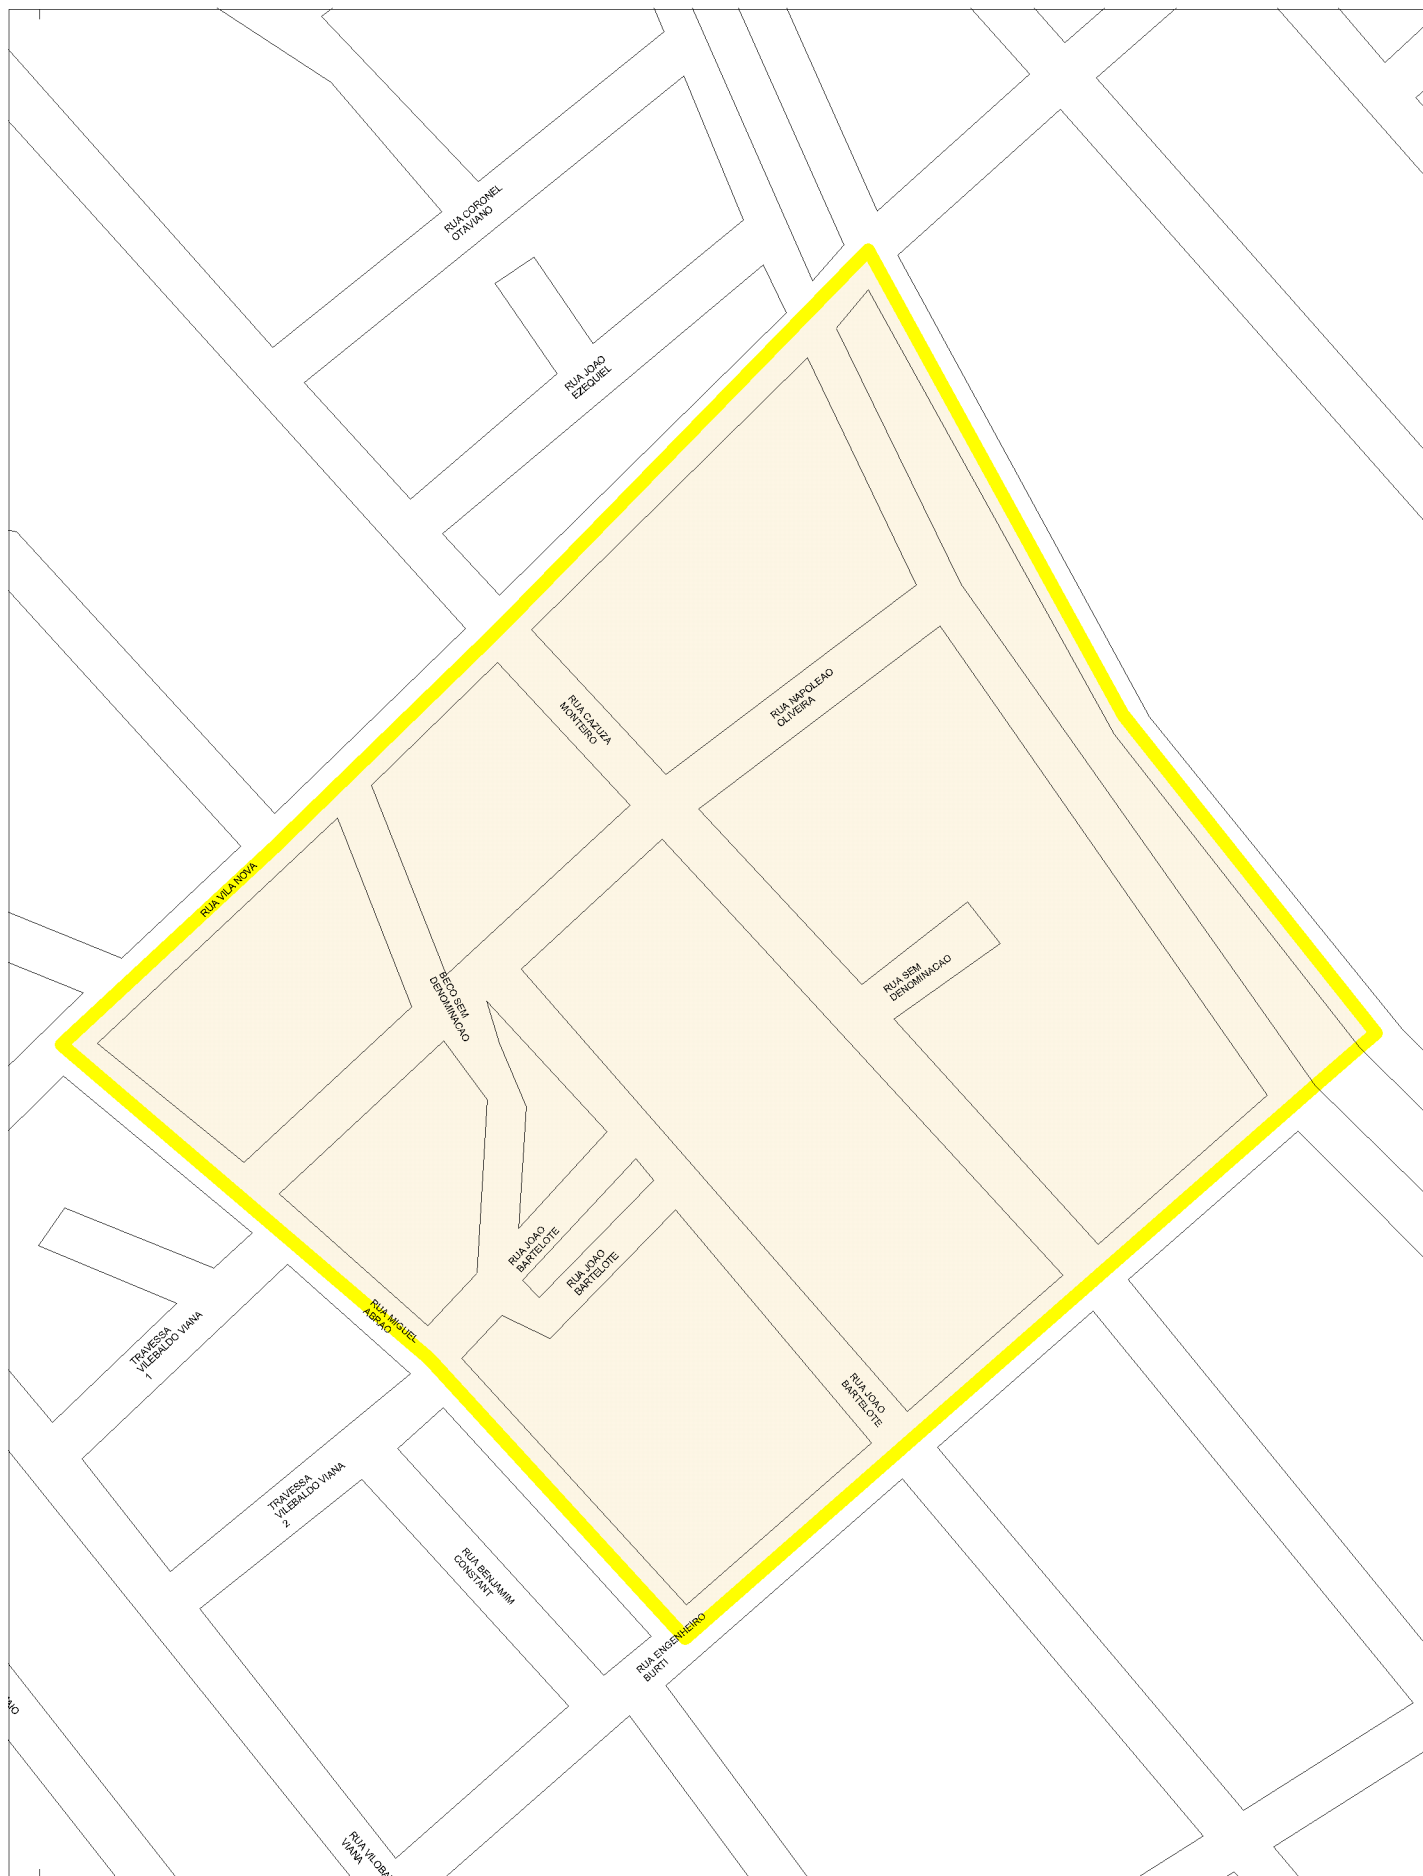 RUA CORONEL
OTAVIANO
RUA JOAO
EZEQUIEL
RUA NAPOLEAO
OLIVEIRA
RUA CAZUZA
MONTEIRO
RUA VILA NOVA
BECO SEM
DENOMINACAO
RUA SEM
DENOMINACAO
RUA JOAO
BARTELOTE
RUA JOAO
BARTELOTE
RUA MIGUEL
ABRAO
TRAVESSA
VILEBALDO VIANA
1
RUA JOAO
BARTELOTE
TRAVESSA
VILEBALDO VIANA
2
RUA BENJAMIM
CONSTANT
RUA ENGENHEIRO
BURTI
RUA
VIANA